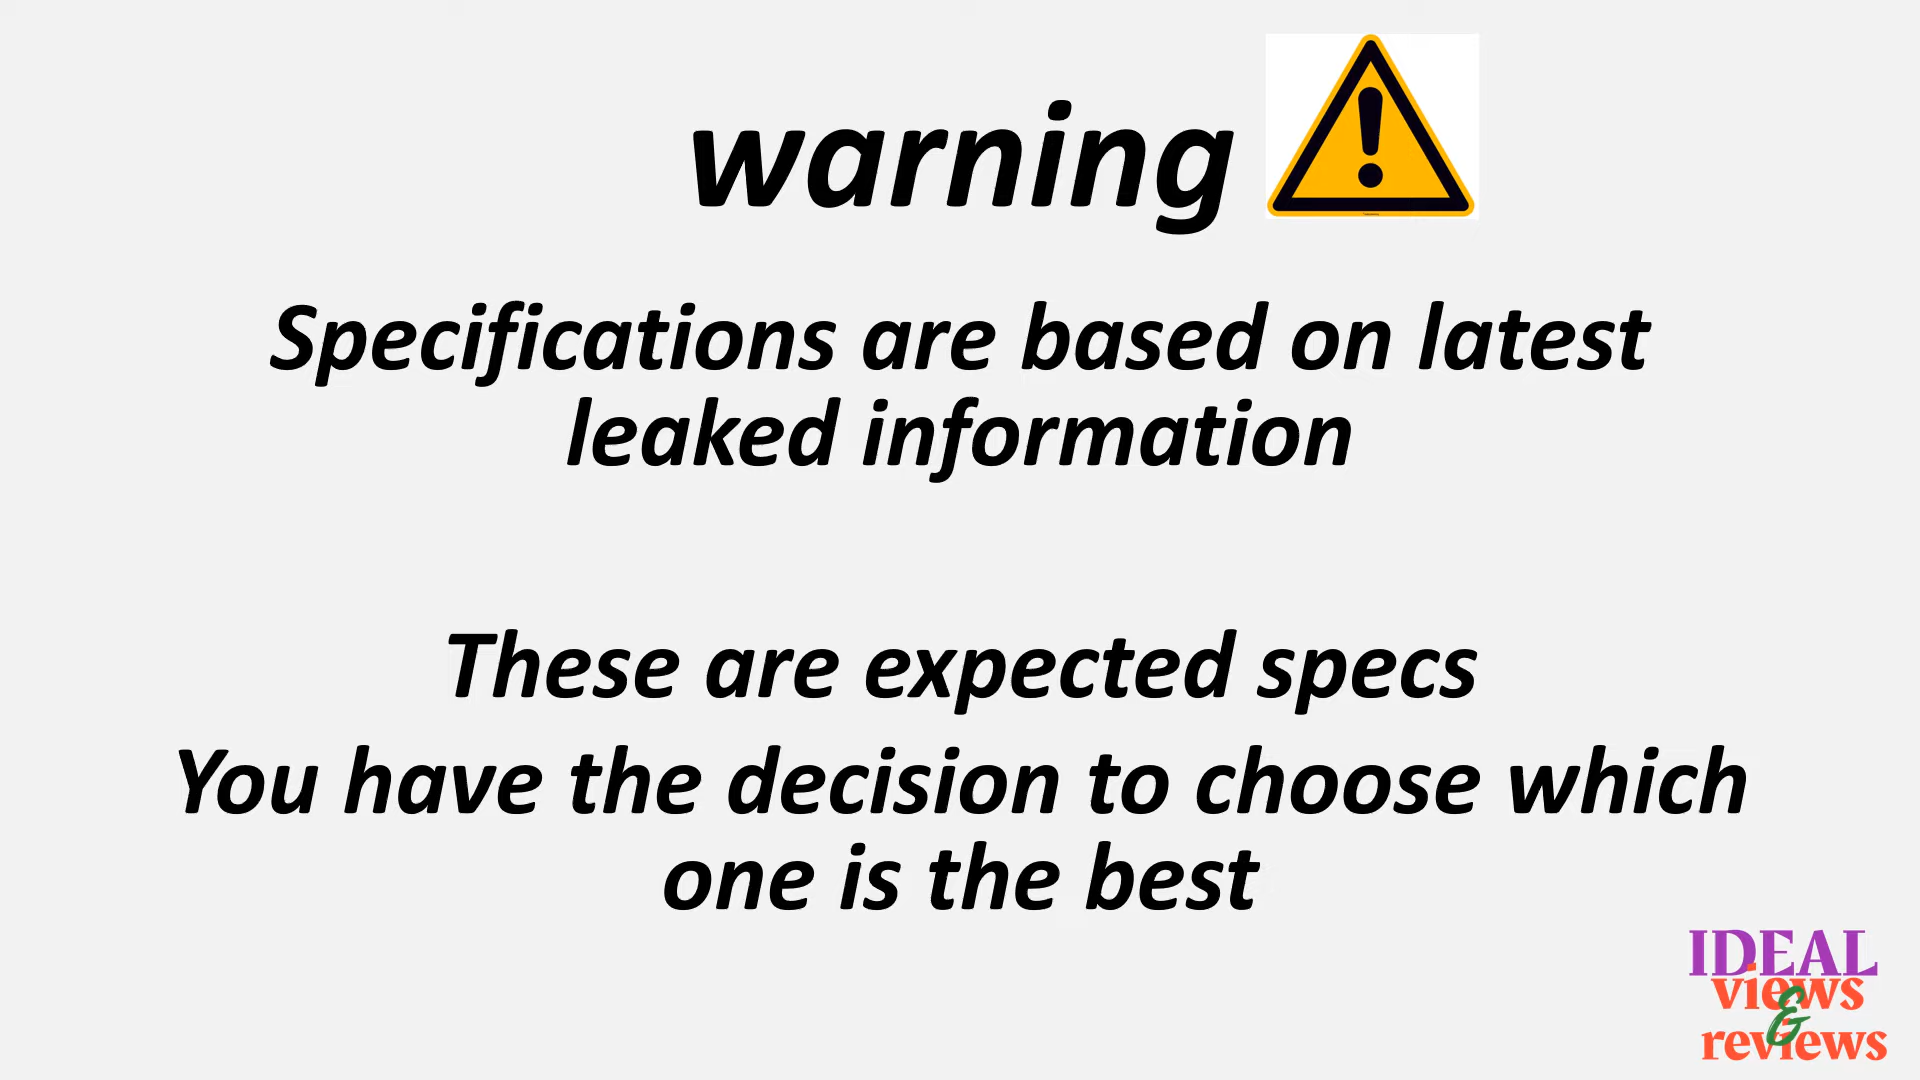 warning
Specifications are based on latest
leaked information
These are expected specs
You have the decision to choose which
one is the best
IDEAL
views
&
reviews